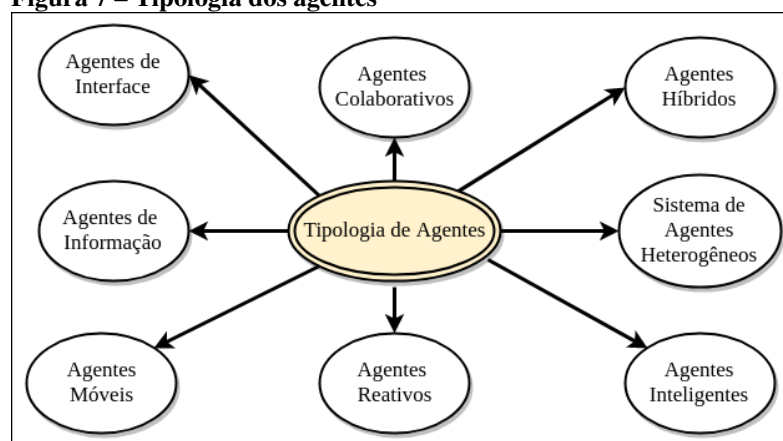 Figura 7 – Tipologia dos agentes
Agentes de
Interface
Agentes
Colaborativos
Agentes
Híbridos
Agentes de
Informação
Tipologia de Agentes
Sistema de
Agentes
Heterogêneos
Agentes
Móveis
Agentes
Reativos
Agentes
Inteligentes